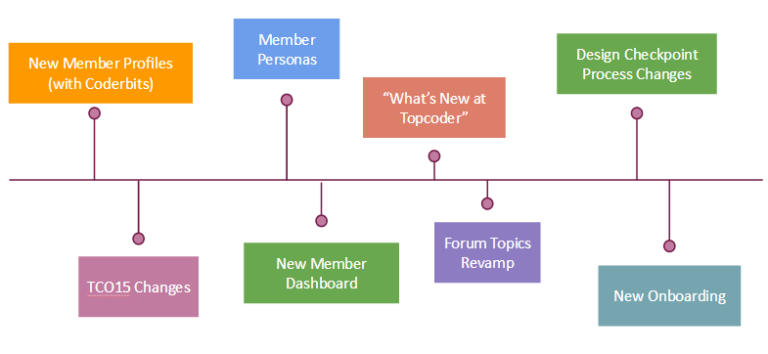 New Member Profiles
(with Coderbits)
TCO15 Changes
Member
Personas
New Member
Dashboard
“What’s New at
Topcoder”
Forum Topics
Revamp
Design Checkpoint
Process Changes
New Onboarding